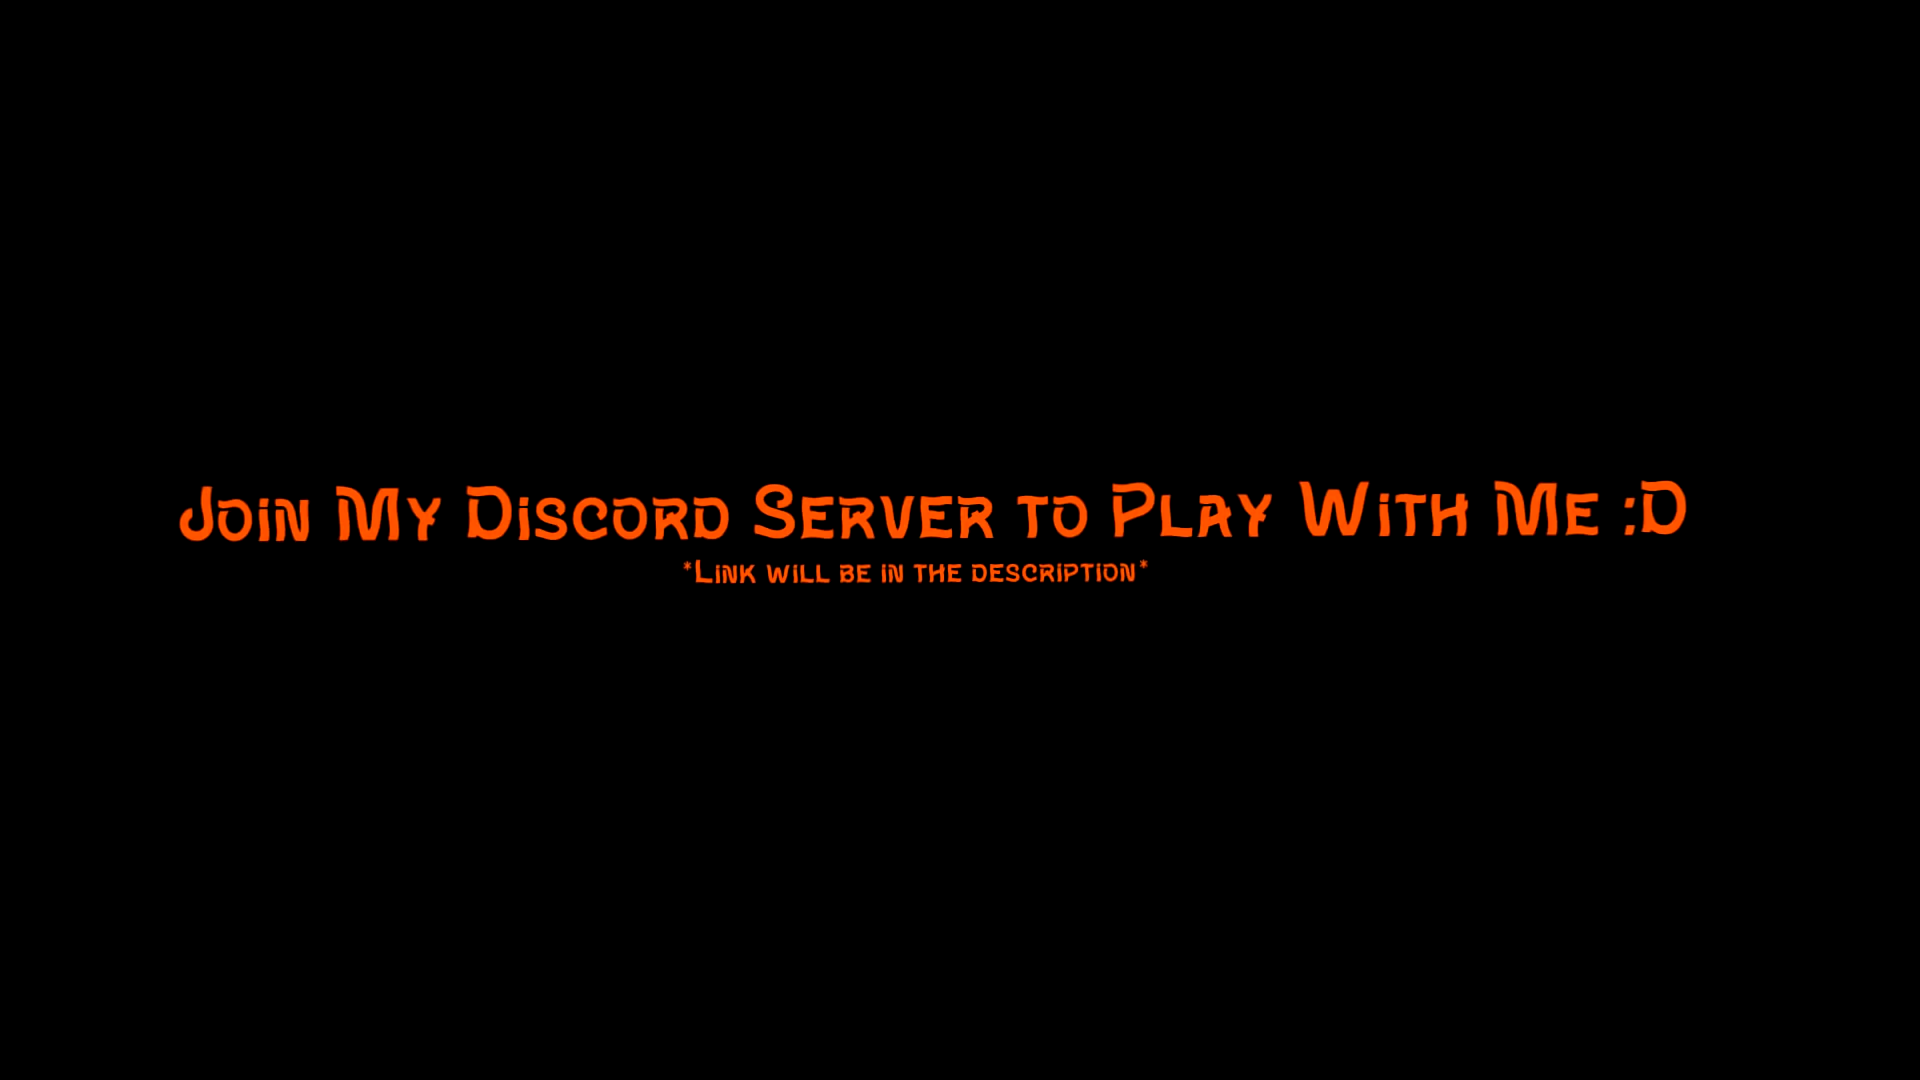 Join My Discord Server to Play With Me :D
*Link will be in the description*